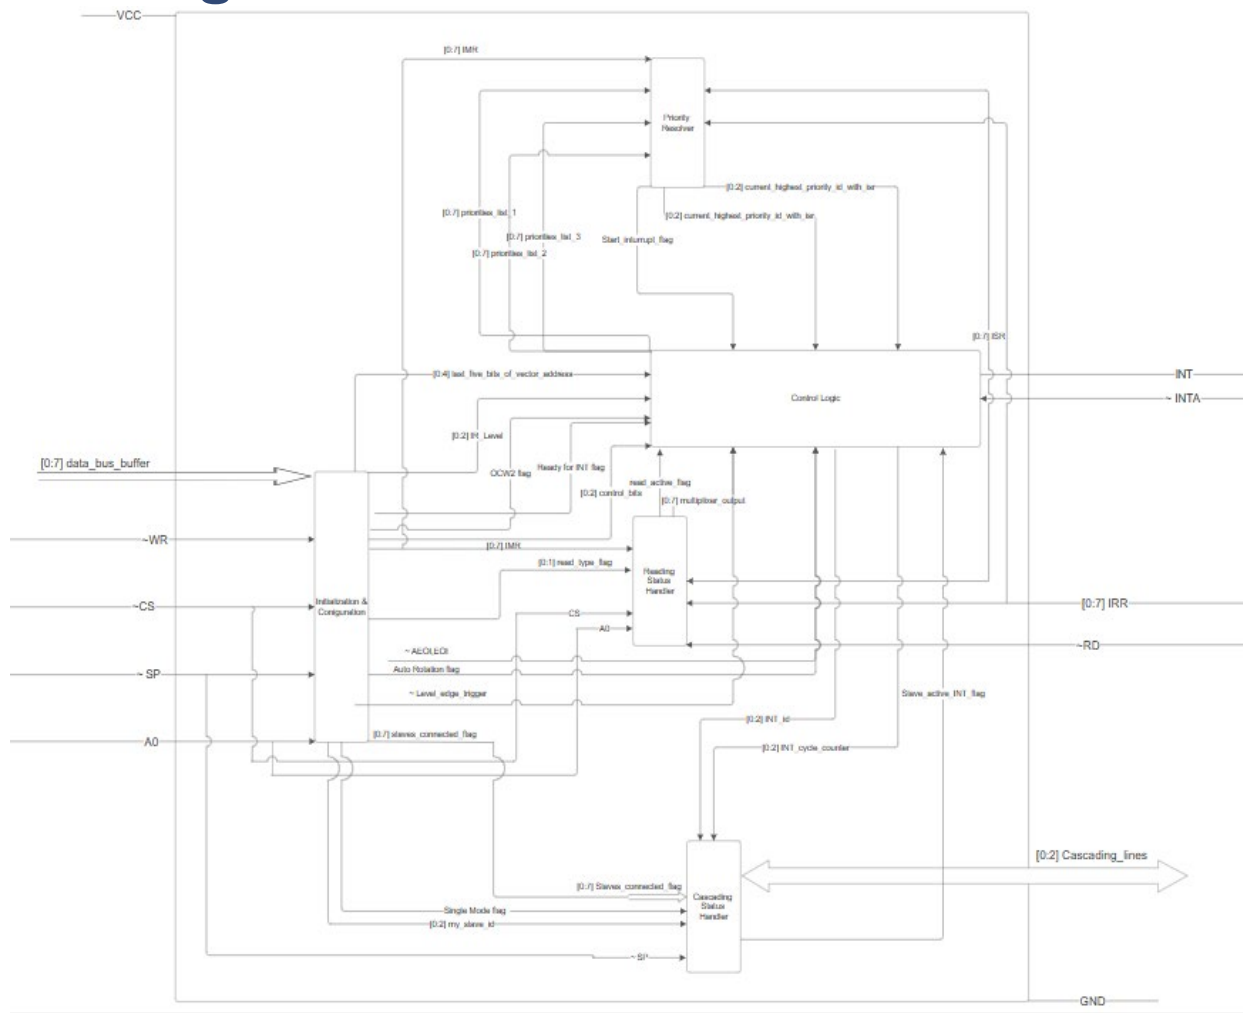 VCC
[0:7] IMR
Priority
Resolver
[0:2] current_highest_priority_id_with_isr
[0:7] priorities_list_1
[0:2] current_highest_priority_id_with_isr
[0:7] priorities_list_3
Start_inturrupt_flag
[0:7] priorities_list_2
[0:7] ISR
[0:4] last_five_bits_of_vector_address
INT
Control Logic
~ INTA
[0:2] IR_Level
[0:7] data_bus_buffer
OCW2 flag
Ready for INT flag
read_active_flag
[0:2] control_bits
[0:7] multiplixer_output
~WR
[0:7] IMR
[0:1] read_type_flag
Reading
Status
Handler
~CS
Initialization &
Coniguration
[0:7] IRR
CS
A0
~RD
~ AEOI,EOI
Auto Rotation flag
~ SP
~ Level_edge_trigger
Slave_active_INT_flag
[0:2] INT_id
[0:7] slaves_connected_flag
A0
[0:2] INT_cycle_counter
[0:2] Cascading_lines
[0:7] Slaves_connected_flag
Cascading
Status
Handler
Single Mode flag
[0:2] my_slave_id
~ SP
GND